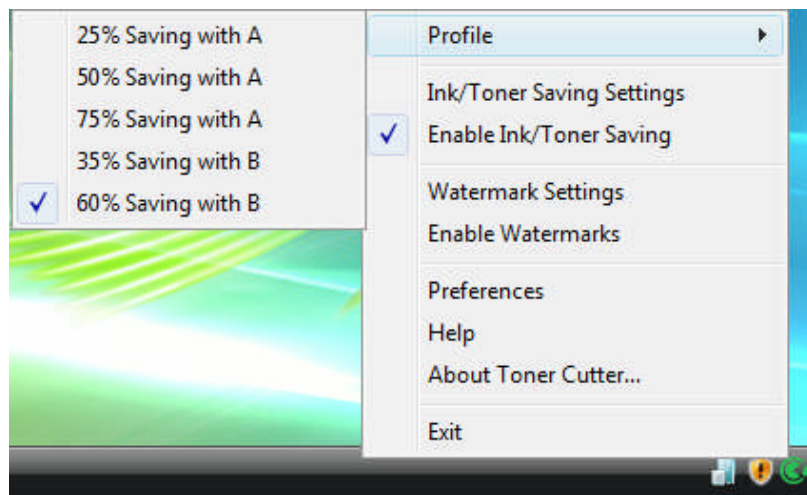 25% Saving with A
50% Saving with A
75% Saving with A
35% Saving with B
60% Saving with B
Profile
Ink/Toner Saving Settings
Enable Ink/Toner Saving
Watermark Settings
Enable Watermarks
Preferences
Help
About Toner Cutter...
Exit